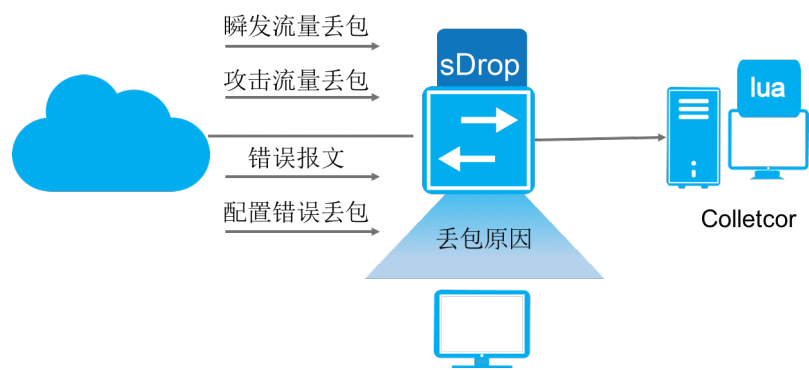 瞬发流量丢包
攻击流量丢包
错误报文
配置错误丢包
sDrop
丢包原因
lua
Colletcor